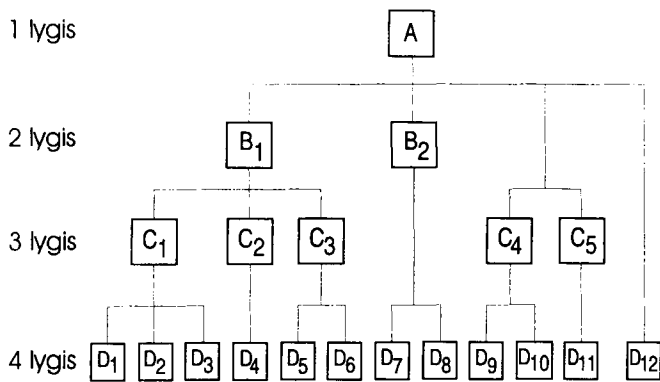 1 lygis A
2 lygis B1 B2
3 lygis C1 C2 C3 C4 C5
4 lygis D1 D2 D3 D4 D5 D6 D7 D8 D9 D10 D11 D12